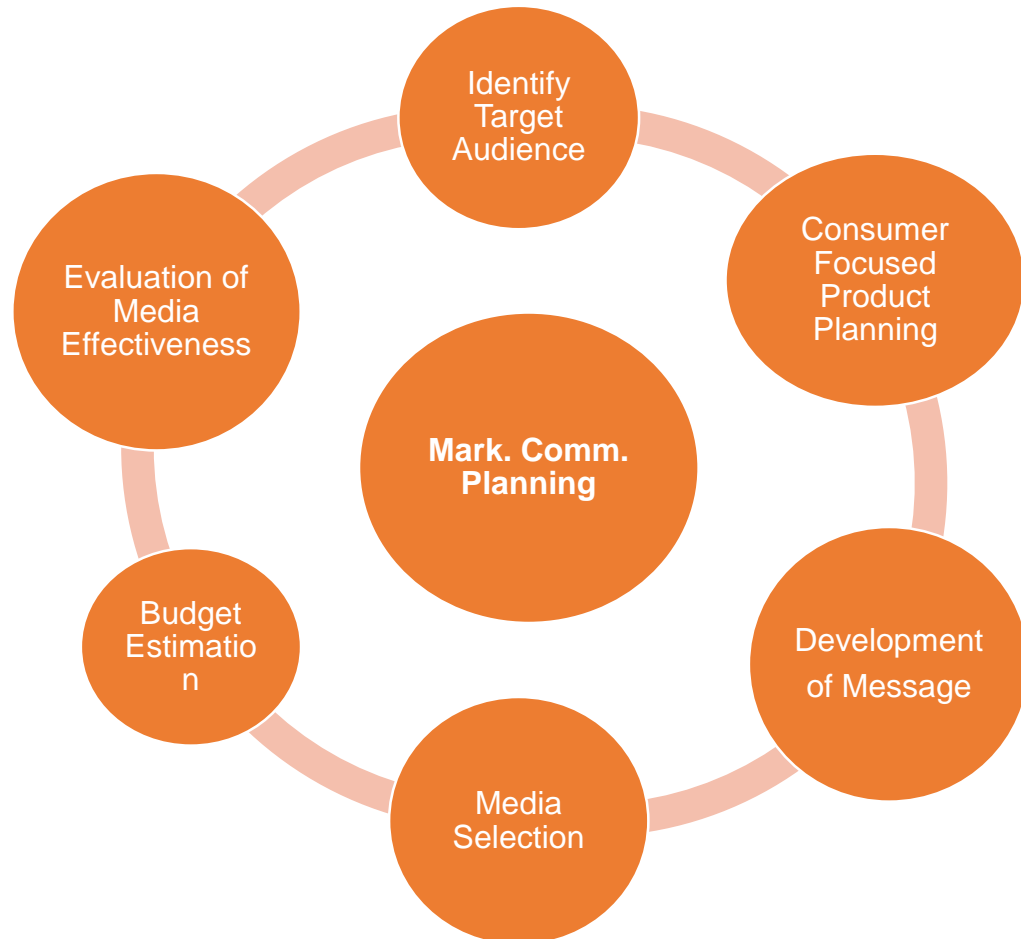 Identify
Target
Audience
Consumer
Focused
Product
Planning
Development
of Message
Media
Selection
Budget
Estimatio
n
Evaluation of
Media
Effectiveness
Mark. Comm.
Planning